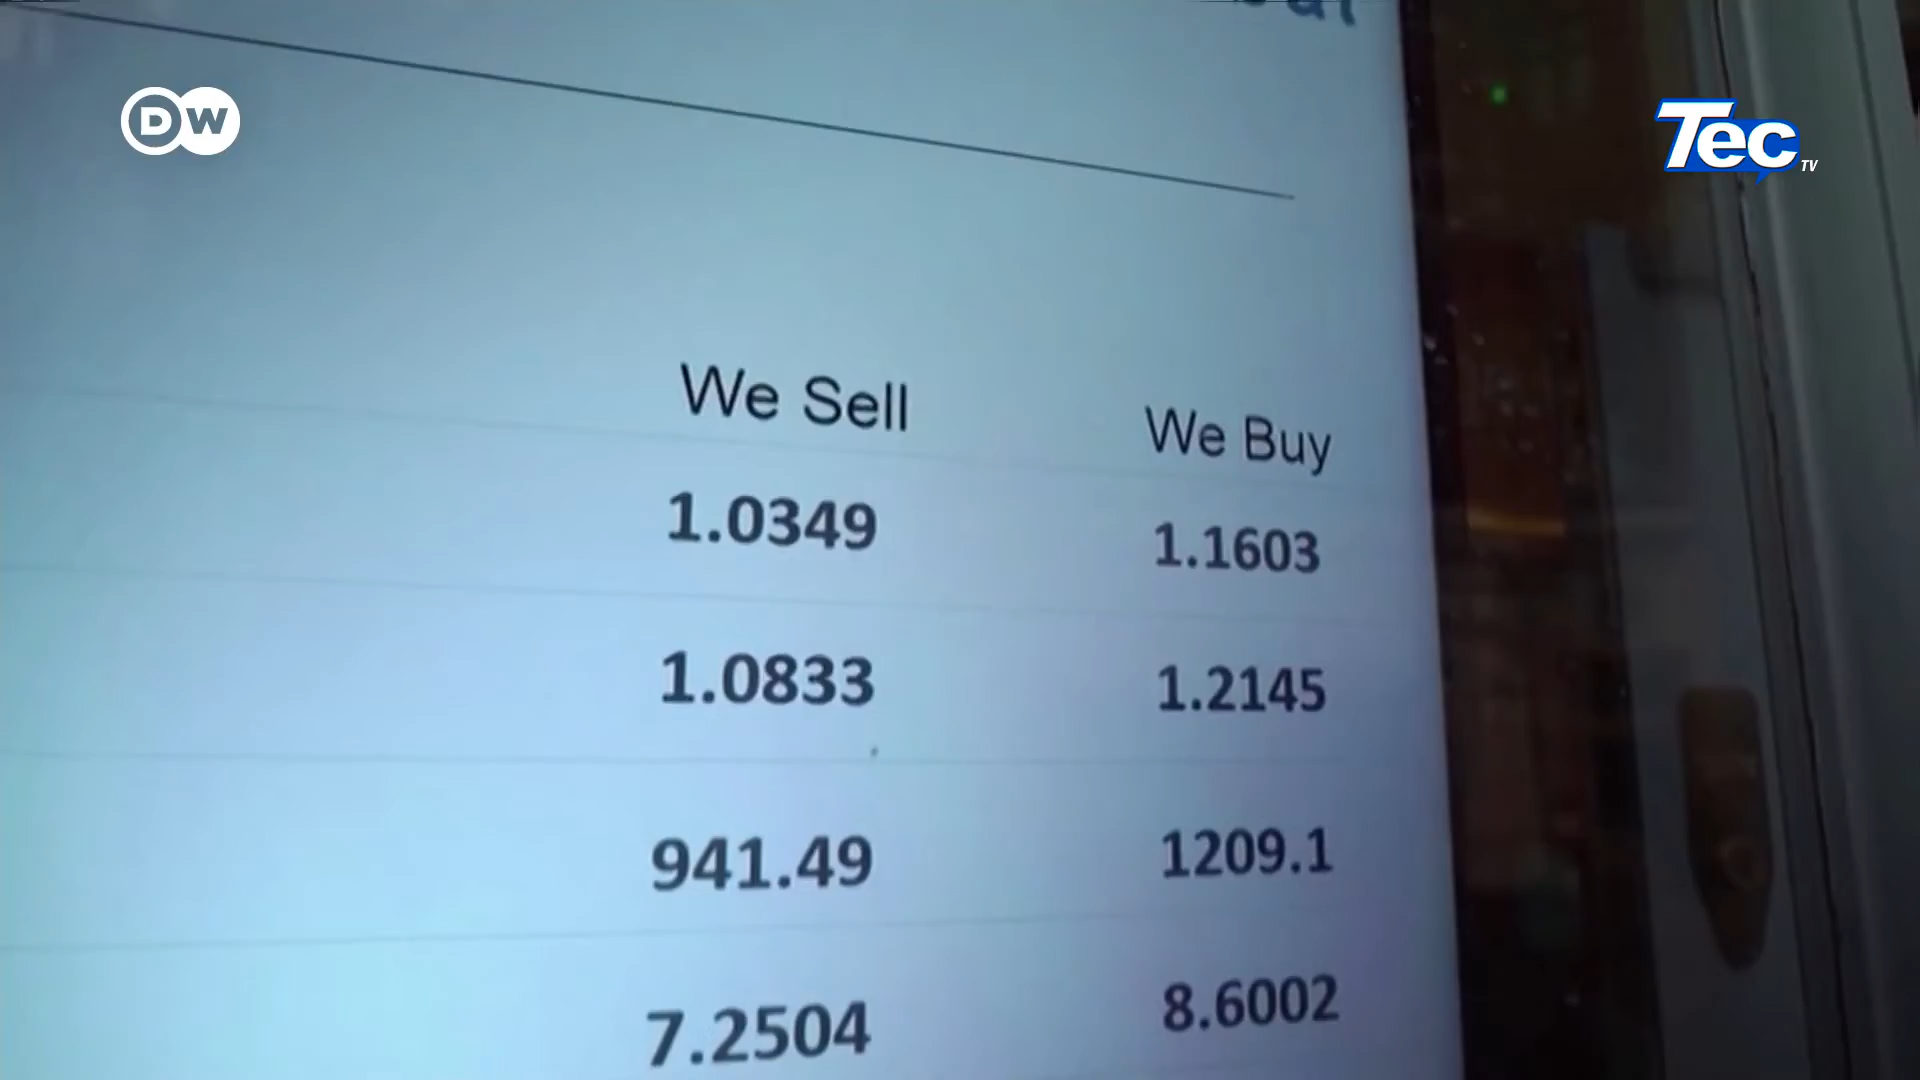 DW
Tec TV
We Sell We Buy
1.0349 1.1603
1.0833 1.2145
941.49 1209.1
7.2504 8.6002